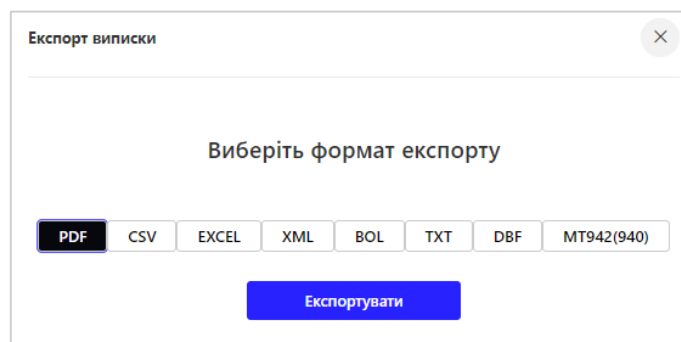 Експорт виписки
Виберіть формат експорту
PDF CSV EXCEL XML BOL TXT DBF MT942(940)
Експортувати